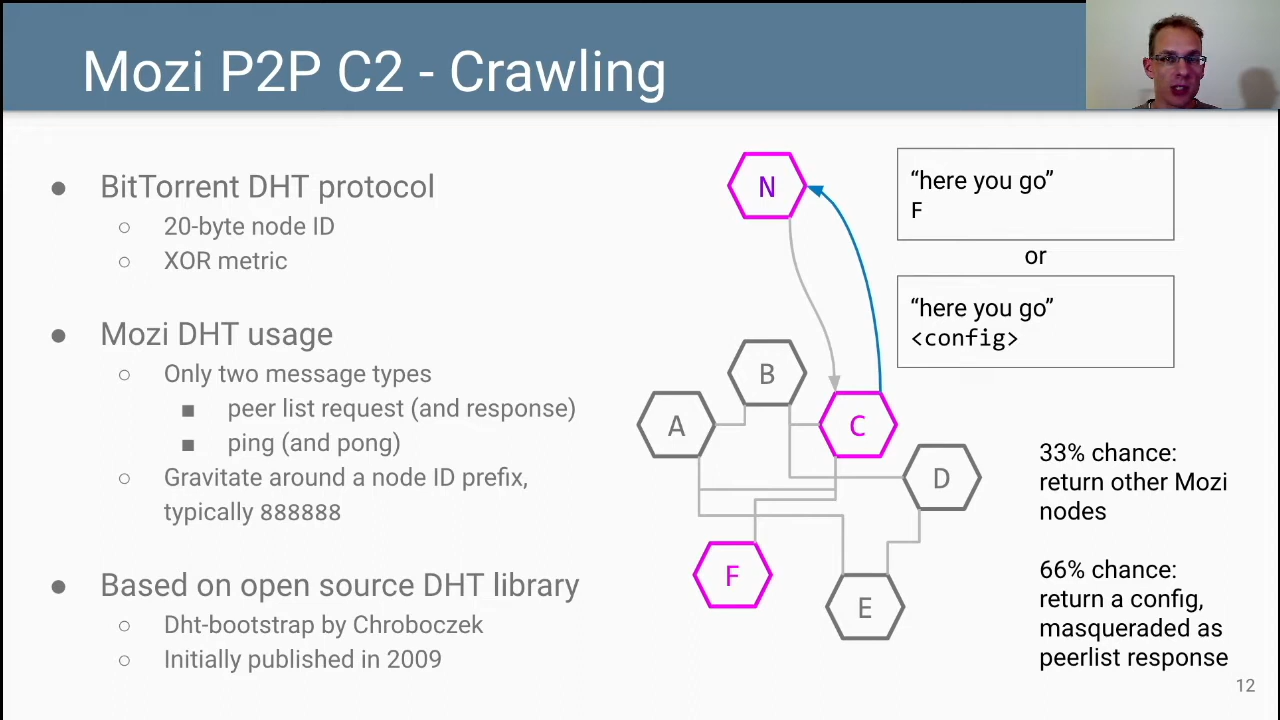 Mozi P2P C2 - Crawling
● BitTorrent DHT protocol
○ 20-byte node ID
○ XOR metric
● Mozi DHT usage
○ Only two message types
■ peer list request (and response)
■ ping (and pong)
○ Gravitate around a node ID prefix,
typically 888888
● Based on open source DHT library
○ Dht-bootstrap by Chroboczek
○ Initially published in 2009
N
B
A
C
D
F
E
“here you go”
F
or
“here you go”
<config>
33% chance:
return other Mozi
nodes
66% chance:
return a config,
masqueraded as
peerlist response
12